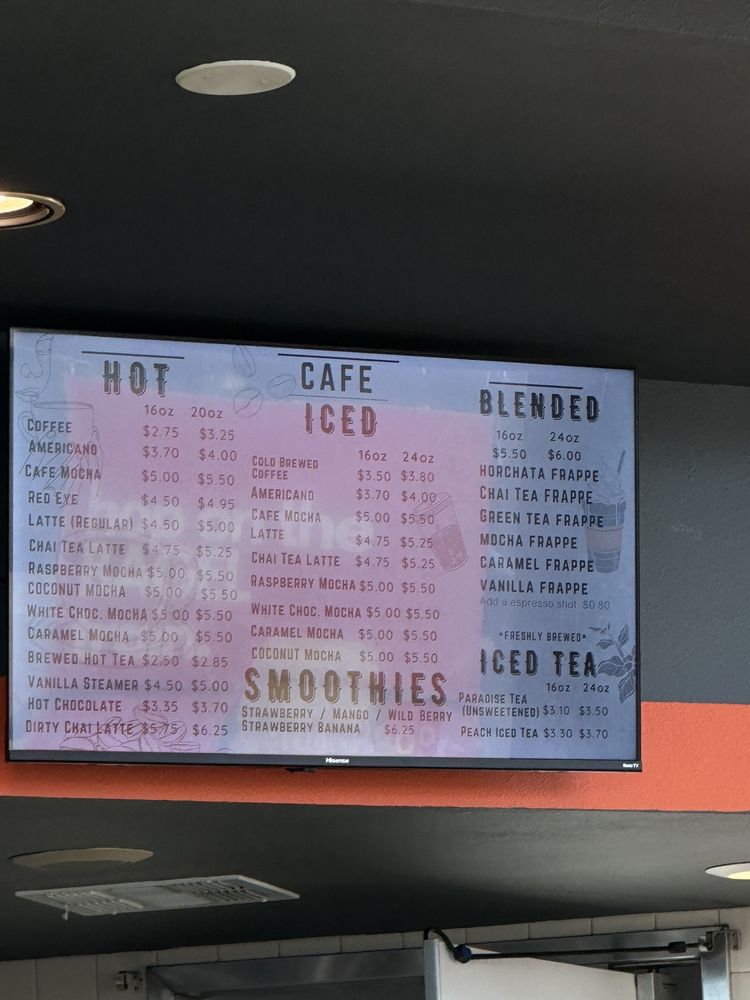 HOT
16oz 20oz
COFFEE $2.75 $3.25
AMERICANO $3.70 $4.00
CAFE MOCHA $5.00 $5.50
RED EYE $4.50 $4.95
LATTE (REGULAR) $4.50 $5.00
CHAI TEA LATTE $4.75 $5.25
RASPBERRY MOCHA $5.00 $5.50
COCONUT MOCHA $5.00 $5.50
WHITE CHOC. MOCHA $5.00 $5.50
CARAMEL MOCHA $5.00 $5.50
BREWED HOT TEA $2.50 $2.85
VANILLA STEAMER $4.50 $5.00
HOT CHOCOLATE $3.35 $3.70
DIRTY CHAI LATTE $5.75 $6.25
CAFE
ICED
16oz 24oz
COLD BREWED
COFFEE $3.50 $3.80
AMERICANO $3.70 $4.00
CAFE MOCHA $5.00 $5.50
LATTE $4.75 $5.25
CHAI TEA LATTE $4.75 $5.25
RASPBERRY MOCHA $5.00 $5.50
WHITE CHOC. MOCHA $5.00 $5.50
CARAMEL MOCHA $5.00 $5.50
COCONUT MOCHA $5.00 $5.50
SMOOTHIES
STRAWBERRY / MANGO / WILD BERRY
STRAWBERRY BANANA $6.25
BLENDED
16oz 24oz
$5.50 $6.00
HORCHATA FRAPPE
CHAI TEA FRAPPE
GREEN TEA FRAPPE
MOCHA FRAPPE
CARAMEL FRAPPE
VANILLA FRAPPE
Add a espresso shot $0.80
*FRESHLY BREWED*
ICED TEA
16oz 24oz
PARADISE TEA
(UNSWEETENED) $3.10 $3.50
PEACH ICED TEA $3.30 $3.70
Hisense
Roku TV